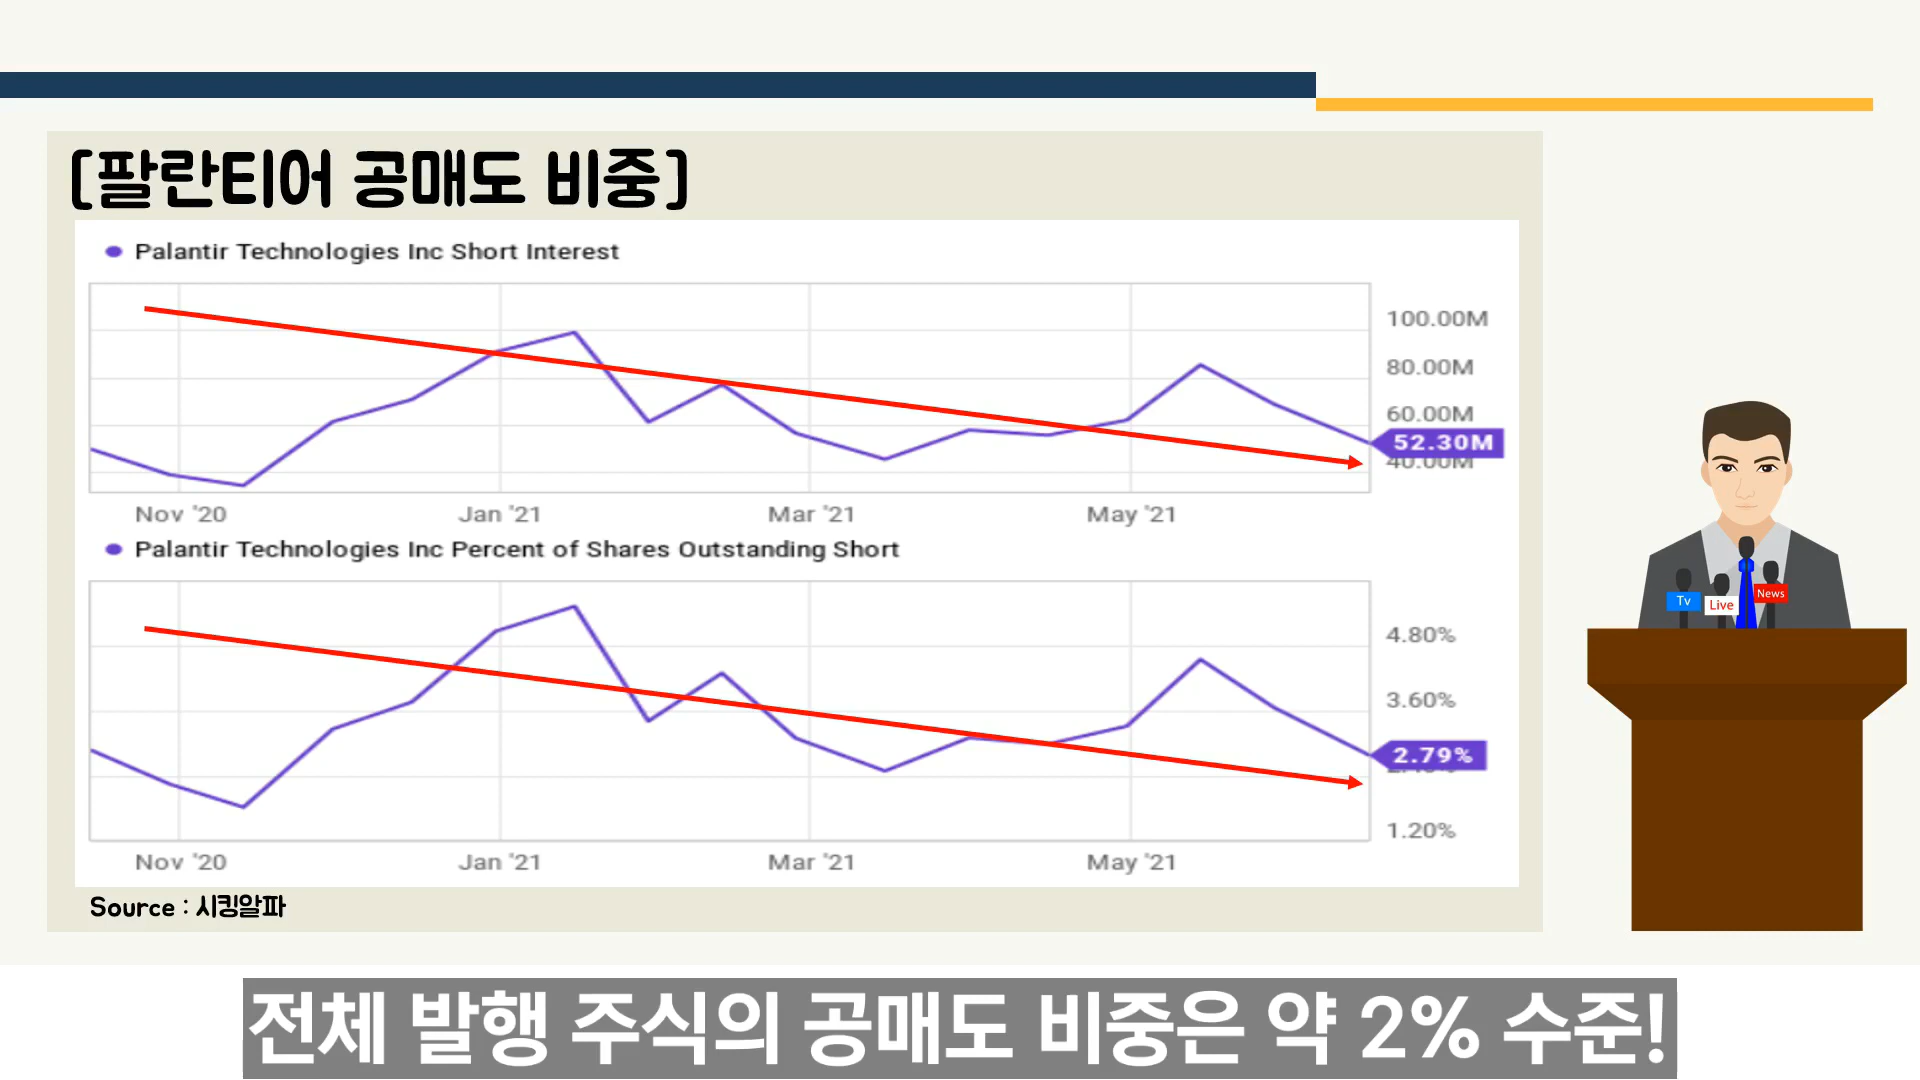 [팔란티어 공매도 비중]
Palantir Technologies Inc Short Interest
100.00M
80.00M
60.00M
52.30M
40.00M
Nov '20 Jan '21 Mar '21 May '21
Palantir Technologies Inc Percent of Shares Outstanding Short
4.80%
3.60%
2.79%
1.20%
Nov '20 Jan '21 Mar '21 May '21
Source : 시킹알파
Tv Live News
전체 발행 주식의 공매도 비중은 약 2% 수준!